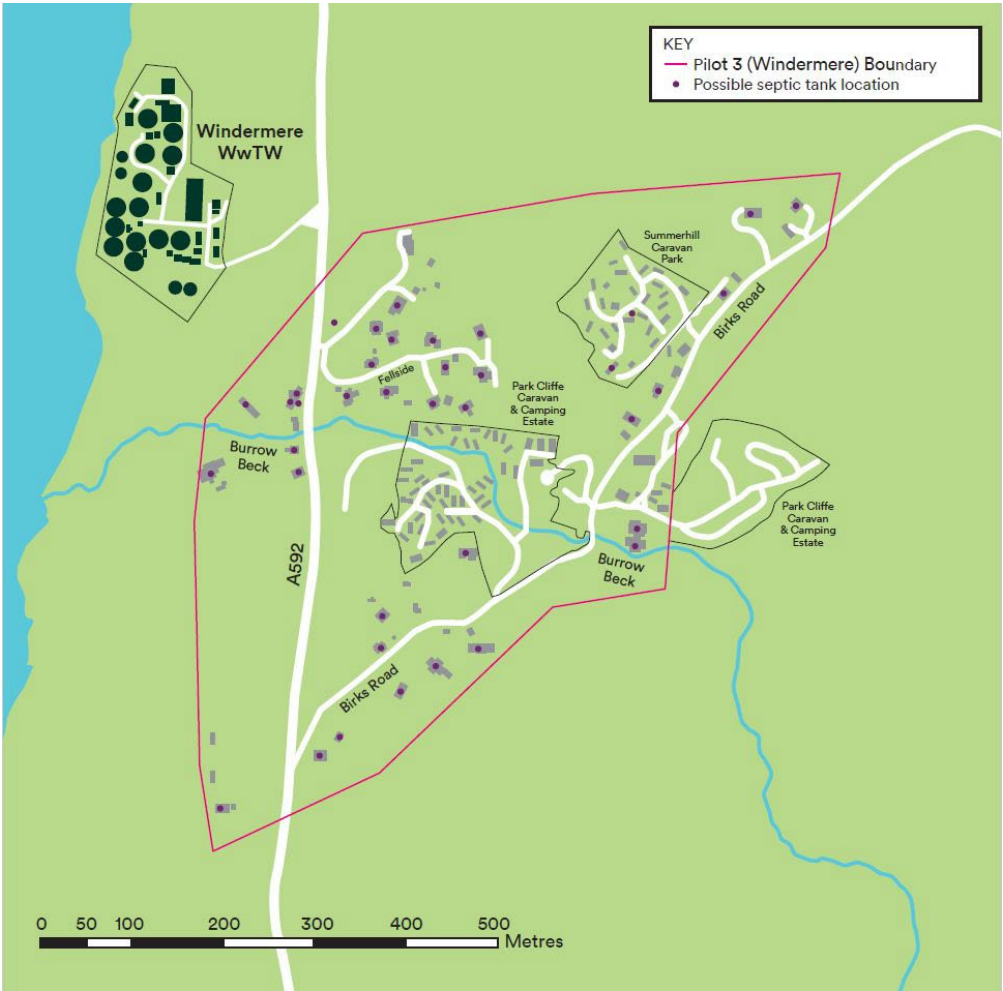 KEY
Pilot 3 (Windermere) Boundary
Possible septic tank location
Windermere
WwTW
Summerhill
Caravan
Park
Birks Road
Fellside
Park Cliffe
Caravan
& Camping
Estate
Burrow
Beck
Park Cliffe
Caravan
& Camping
Estate
A592
Burrow
Beck
Birks Road
0 50 100 200 300 400 500
Metres